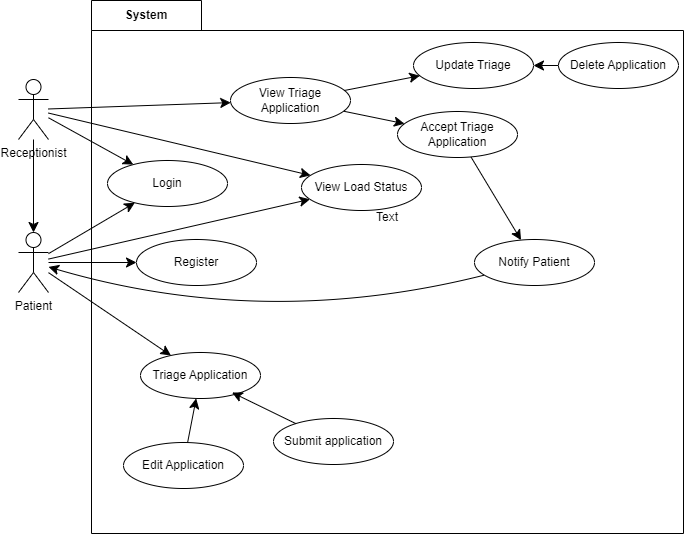 System
Update Triage
Delete Application
View Triage
Application
Accept Triage
Application
Receptionist
Login
View Load Status
Text
Register
Notify Patient
Patient
Triage Application
Submit application
Edit Application